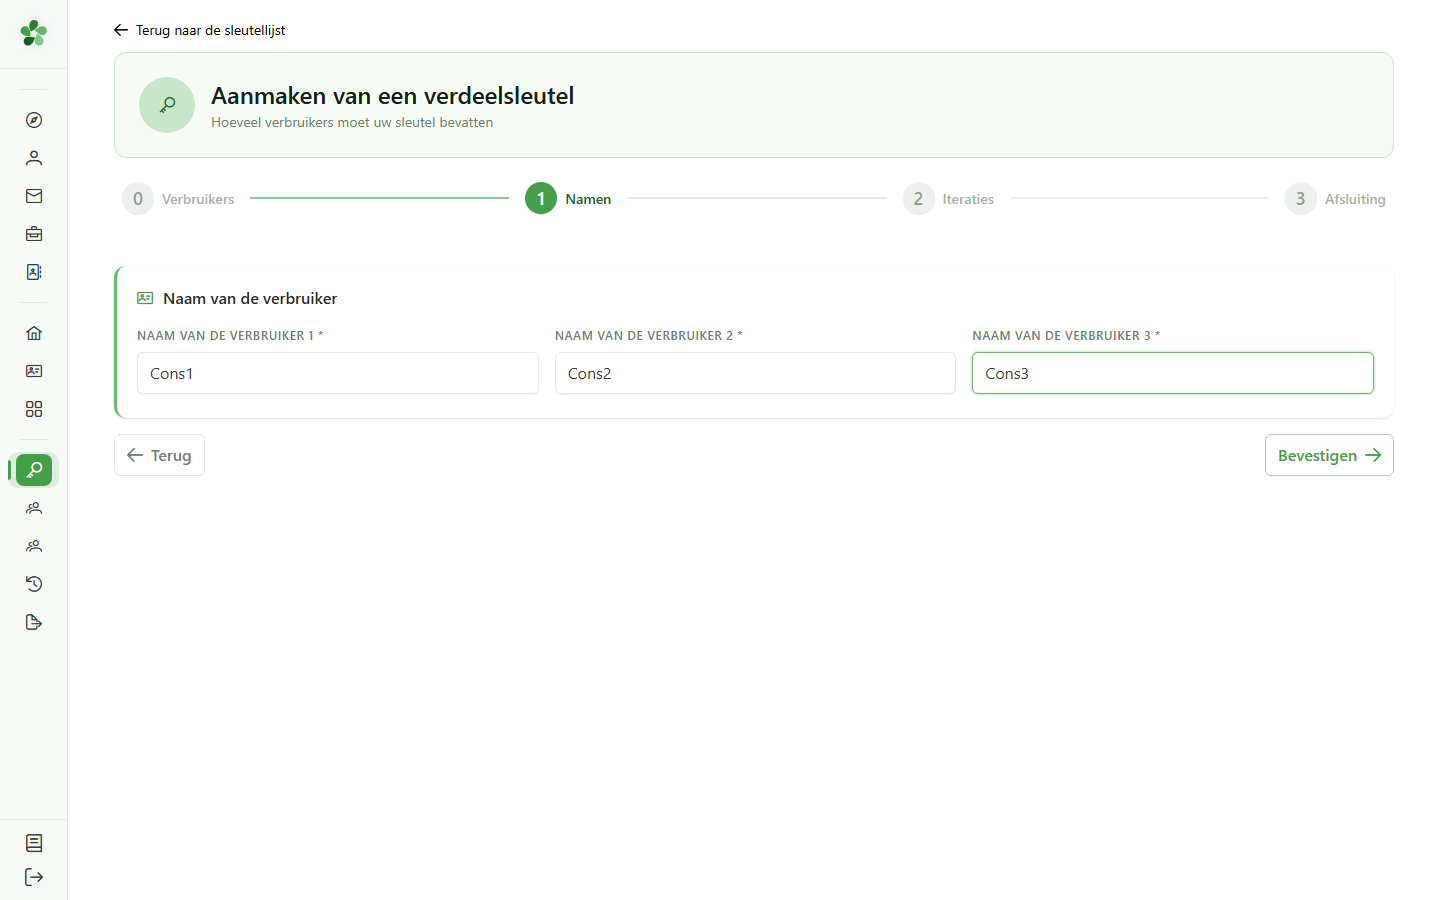 Terug naar de sleutellijst
Aanmaken van een verdeelsleutel
Hoeveel verbruikers moet uw sleutel bevatten
0 Verbruikers 1 Namen 2 Iteraties 3 Afsluiting
Naam van de verbruiker
NAAM VAN DE VERBRUIKER 1 * NAAM VAN DE VERBRUIKER 2 * NAAM VAN DE VERBRUIKER 3 *
Cons1 Cons2 Cons3
Terug Bevestigen